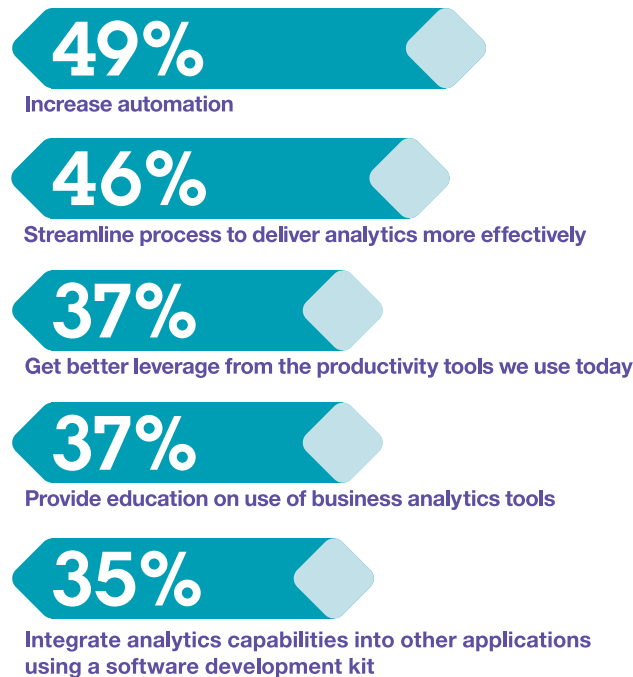 49%
Increase automation
46%
Streamline process to deliver analytics more effectively
37%
Get better leverage from the productivity tools we use today
37%
Provide education on use of business analytics tools
35%
Integrate analytics capabilities into other applications
using a software development kit